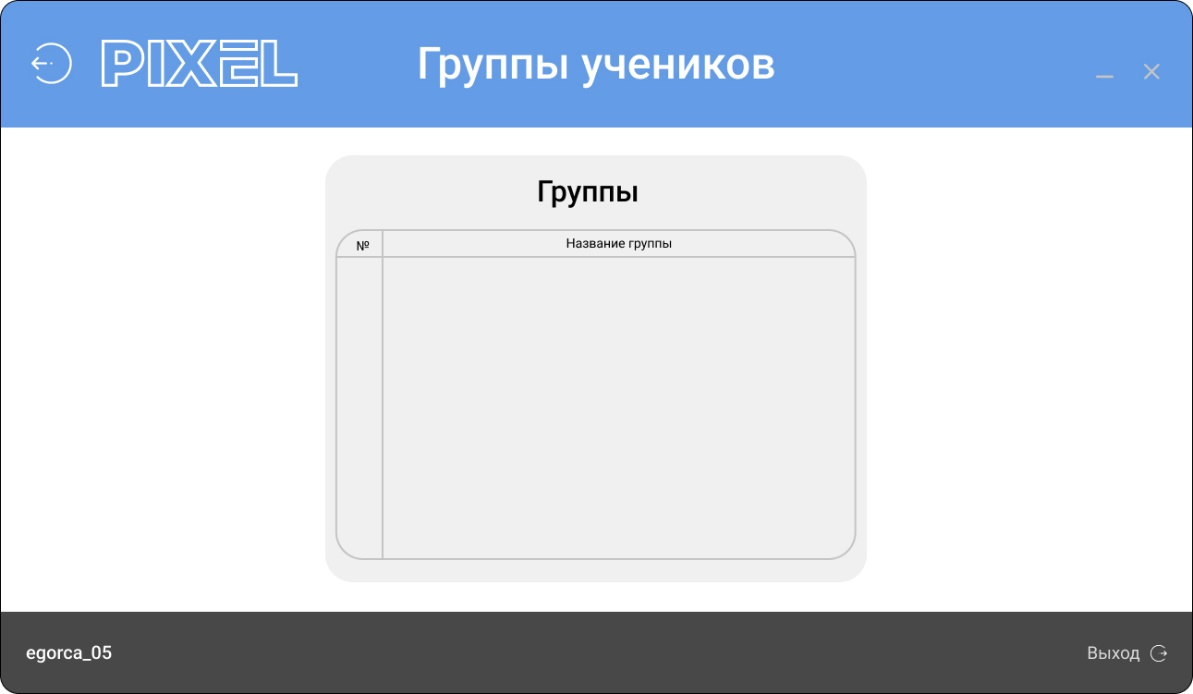 PIXEL
Группы учеников
Группы
№ Название группы
egorca_05
Выход